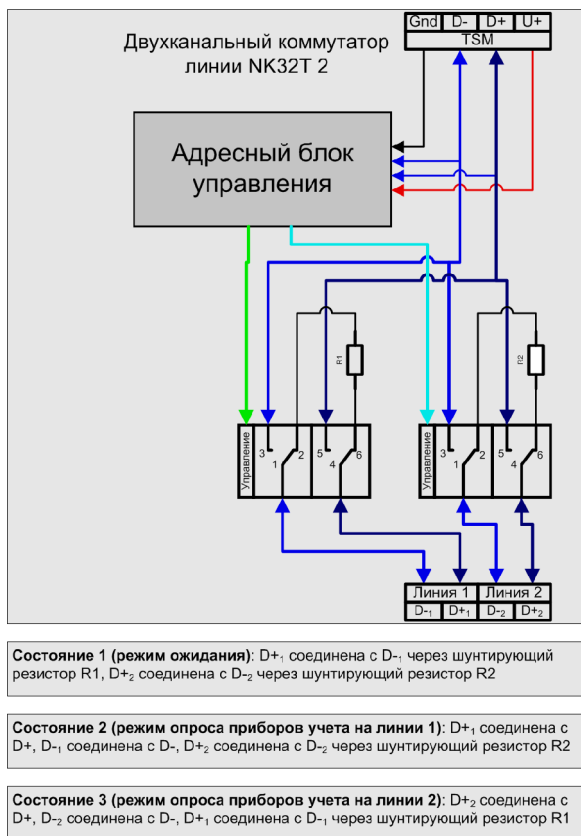 Gnd D- D+ U+
TSM
Двухканальный коммутатор
линии NK32T 2
Адресный блок
управления
R1
R2
Управление 3 1 2 5 4 6
Управление 3 1 2 5 4 6
Линия 1 Линия 2
D-₁ D+₁ D-₂ D+₂
Состояние 1 (режим ожидания): D+₁ соединена с D-₁ через шунтирующий
резистор R1, D+₂ соединена с D-₂ через шунтирующий резистор R2
Состояние 2 (режим опроса приборов учета на линии 1): D+₁ соединена с
D+, D-₁ соединена с D-, D+₂ соединена с D-₂ через шунтирующий резистор R2
Состояние 3 (режим опроса приборов учета на линии 2): D+₂ соединена с
D+, D-₂ соединена с D-, D+₁ соединена с D-₁ через шунтирующий резистор R1